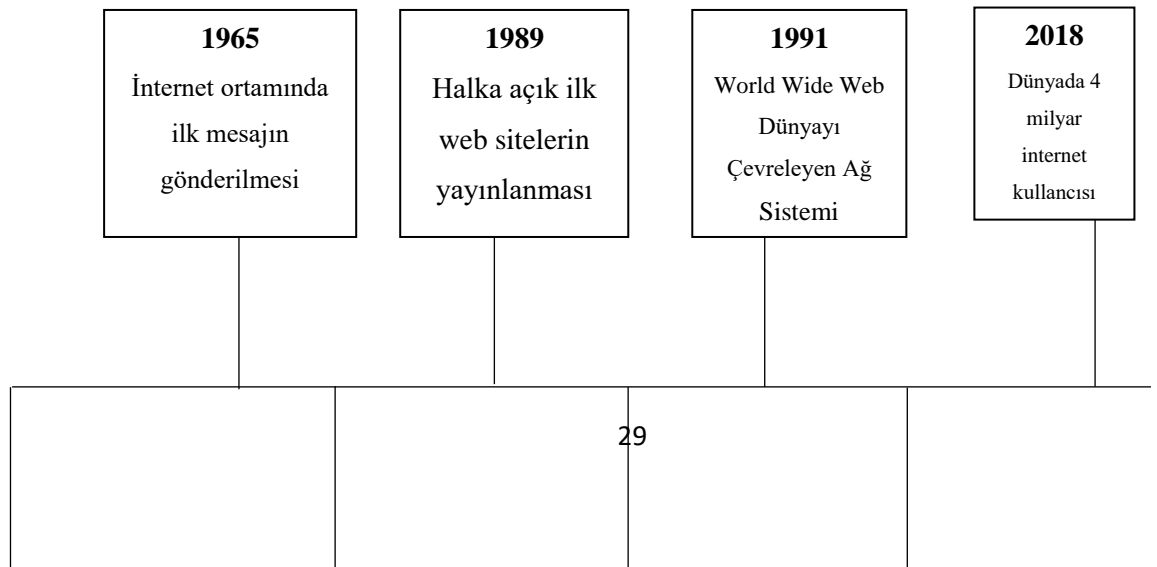 1965
İnternet ortamında
ilk mesajın
gönderilmesi
1989
Halka açık ilk
web sitelerin
yayınlanması
1991
World Wide Web
Dünyayı
Çevreleyen Ağ
Sistemi
2018
Dünyada 4
milyar
internet
kullancısı
29